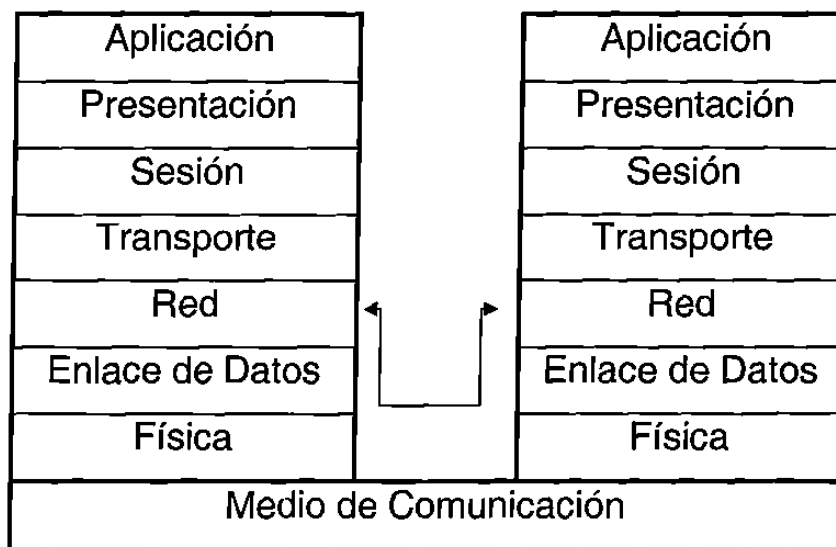 Aplicación
Presentación
Sesión
Transporte
Red
Enlace de Datos
Física
Aplicación
Presentación
Sesión
Transporte
Red
Enlace de Datos
Física
Medio de Comunicación